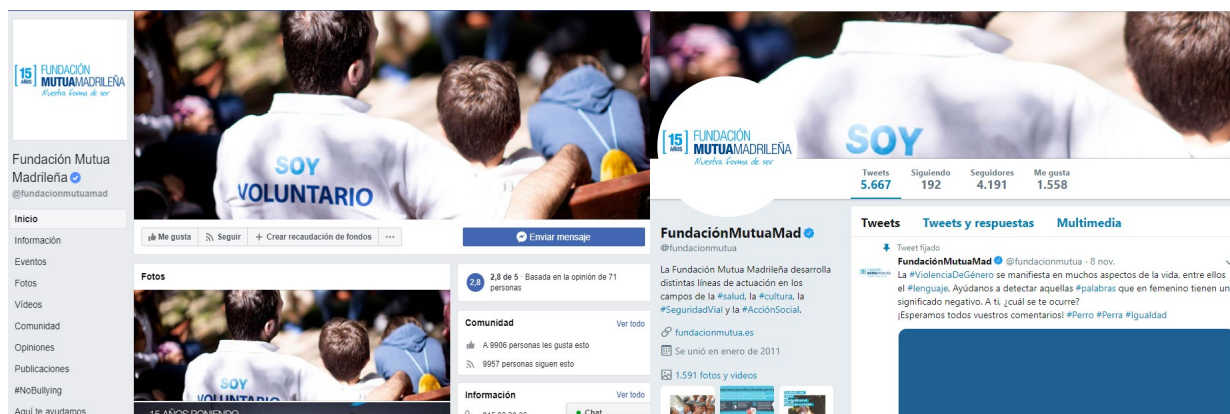 [15 AÑOS] FUNDACIÓN
MUTUAMADRILEÑA
Nuestra forma de ser
Fundación Mutua
Madrileña
@fundacionmutuamad
Inicio
Información
Eventos
Fotos
Vídeos
Comunidad
Opiniones
Publicaciones
#NoBullying
Aquí te ayudamos
SOY
VOLUNTARIO
Me gusta
Seguir
+ Crear recaudación de fondos
...
Enviar mensaje
Fotos
SOY
VOLUNTARIO
15 AÑOS PONIENDO
2,8
2,8 de 5 · Basada en la opinión de 71
personas
Comunidad Ver todo
A 9906 personas les gusta esto
9957 personas siguen esto
Información Ver todo
Chat
SOY
[15 AÑOS] FUNDACIÓN
MUTUAMADRILEÑA
Nuestra forma de ser
Tweets Siguiendo Seguidores Me gusta
5.667 192 4.191 1.558
FundaciónMutuaMad
@fundacionmutua
La Fundación Mutua Madrileña desarrolla
distintas líneas de actuación en los
campos de la #salud, la #cultura, la
#SeguridadVial y la #AcciónSocial.
fundacionmutua.es
Se unió en enero de 2011
1.591 fotos y videos
Tweets Tweets y respuestas Multimedia
Tweet fijado
FundaciónMutuaMad @fundacionmutua · 8 nov.
La #ViolenciaDeGénero se manifiesta en muchos aspectos de la vida, entre ellos
el #lenguaje. Ayúdanos a detectar aquellas #palabras que en femenino tienen un
significado negativo. A ti, ¿cuál se te ocurre?
¡Esperamos todos vuestros comentarios! #Perro #Perra #Igualdad